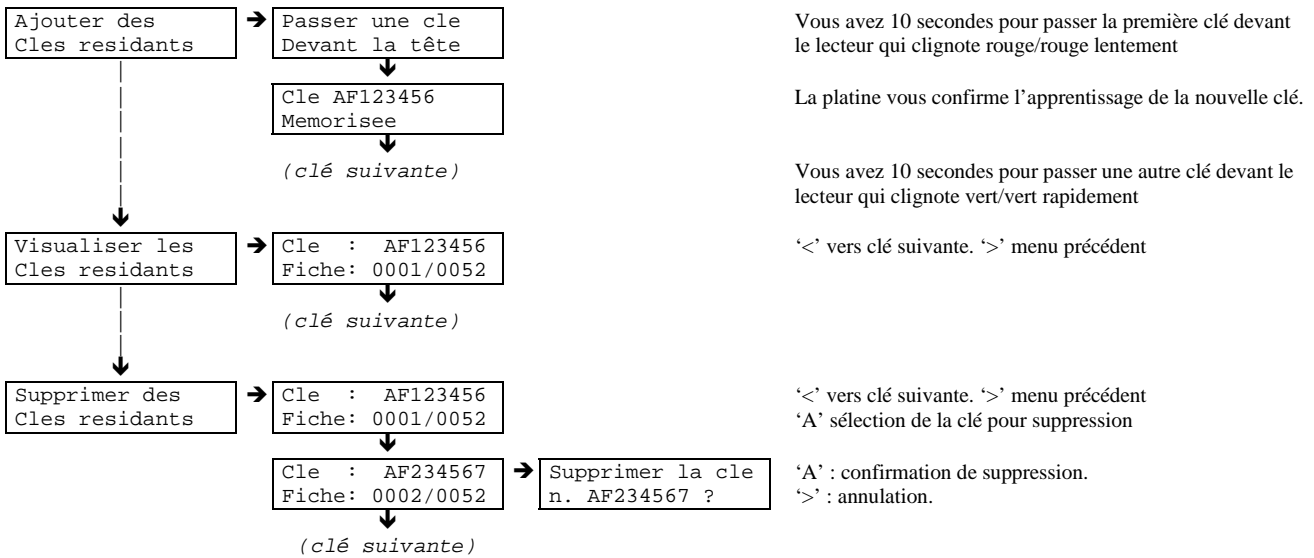 Ajouter des
Cles residants
Passer une cle
Devant la tête
Vous avez 10 secondes pour passer la première clé devant
le lecteur qui clignote rouge/rouge lentement
Cle AF123456
Memorisee
La platine vous confirme l’apprentissage de la nouvelle clé.
(clé suivante)
Vous avez 10 secondes pour passer une autre clé devant le
lecteur qui clignote vert/vert rapidement
Visualiser les
Cles residants
Cle : AF123456
Fiche: 0001/0052
‘<’ vers clé suivante. ‘>’ menu précédent
(clé suivante)
Supprimer des
Cles residants
Cle : AF123456
Fiche: 0001/0052
‘<’ vers clé suivante. ‘>’ menu précédent
‘A’ sélection de la clé pour suppression
Cle : AF234567
Fiche: 0002/0052
Supprimer la cle
n. AF234567 ?
‘A’ : confirmation de suppression.
‘>’ : annulation.
(clé suivante)